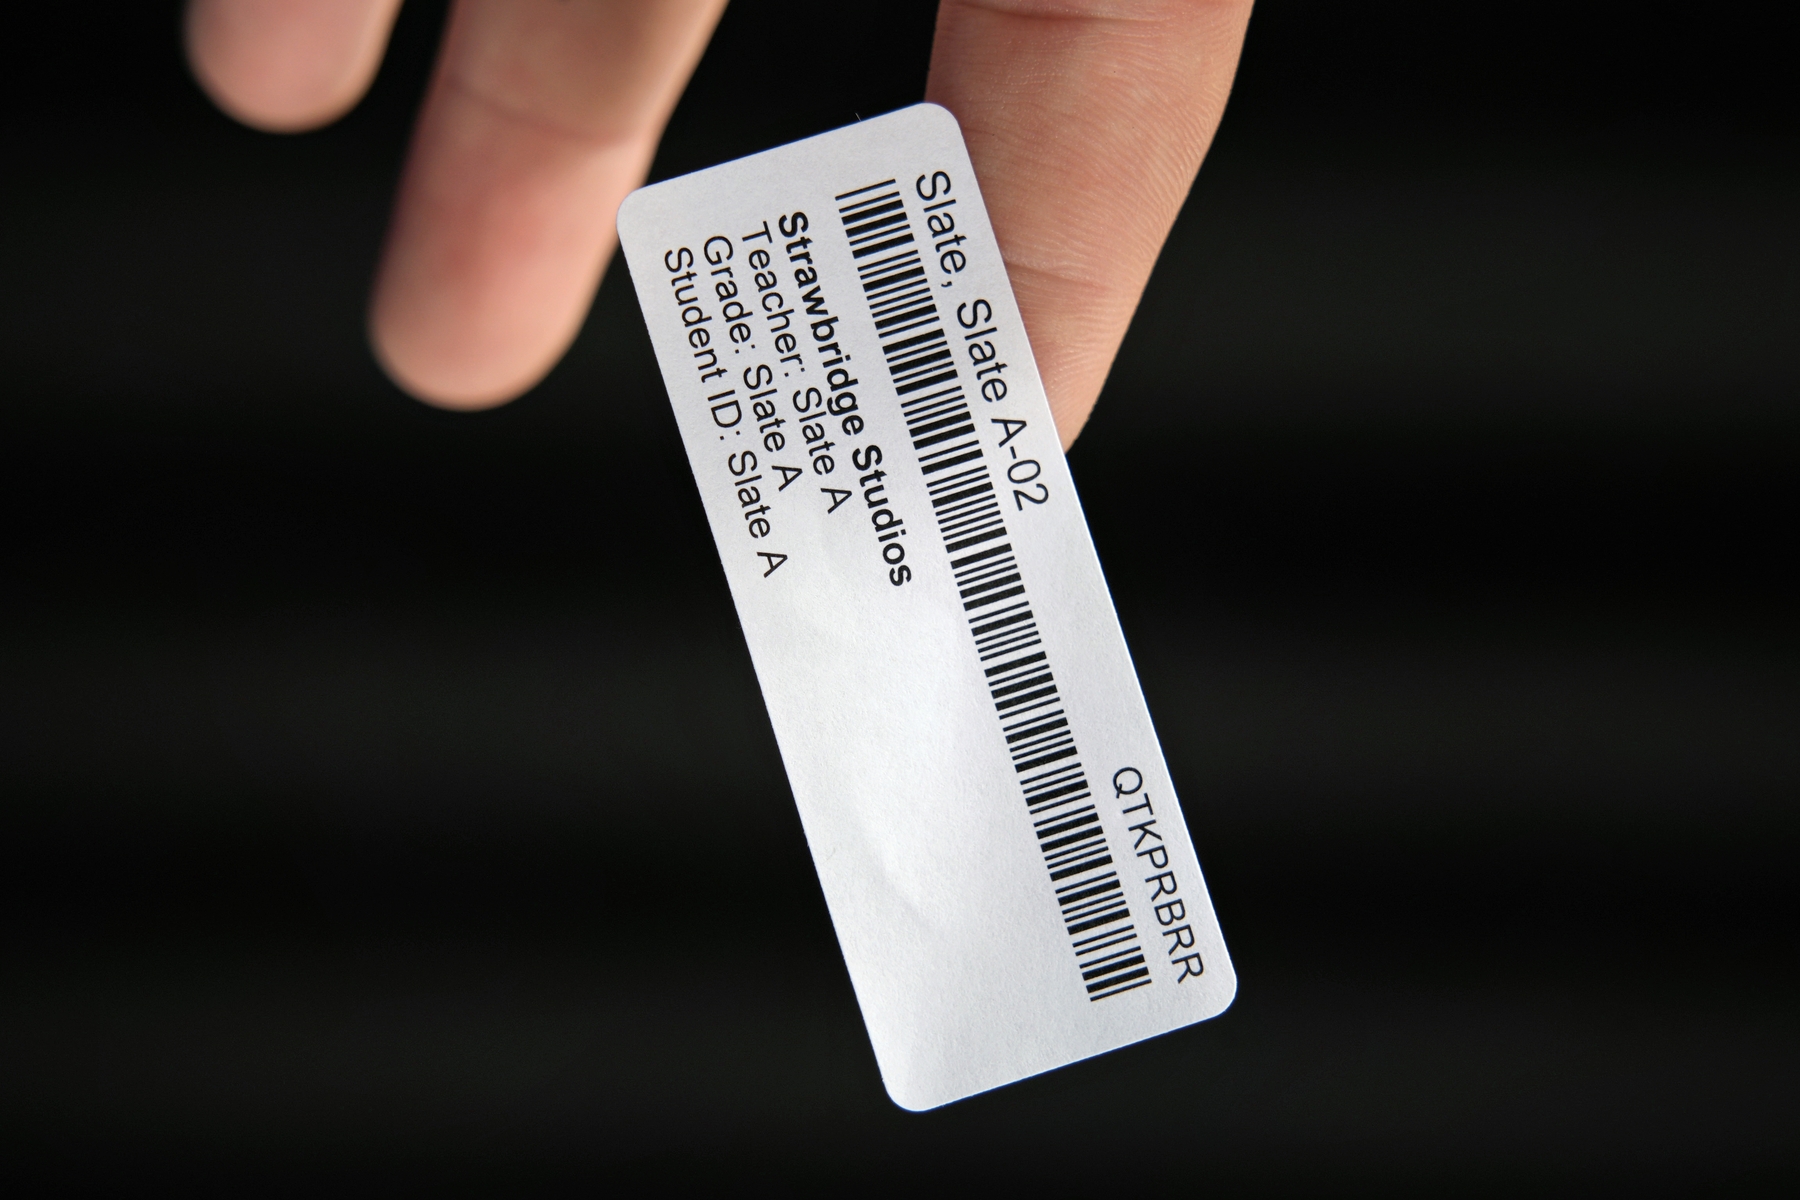 Slate, Slate A-02
QTKPRBRR
Strawbridge Studios
Teacher: Slate A
Grade: Slate A
Student ID: Slate A